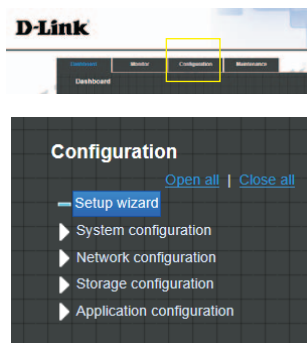 D-Link
Dashboard Monitor Configuration Maintenance
Dashboard
Configuration
Open all | Close all
Setup wizard
System configuration
Network configuration
Storage configuration
Application configuration